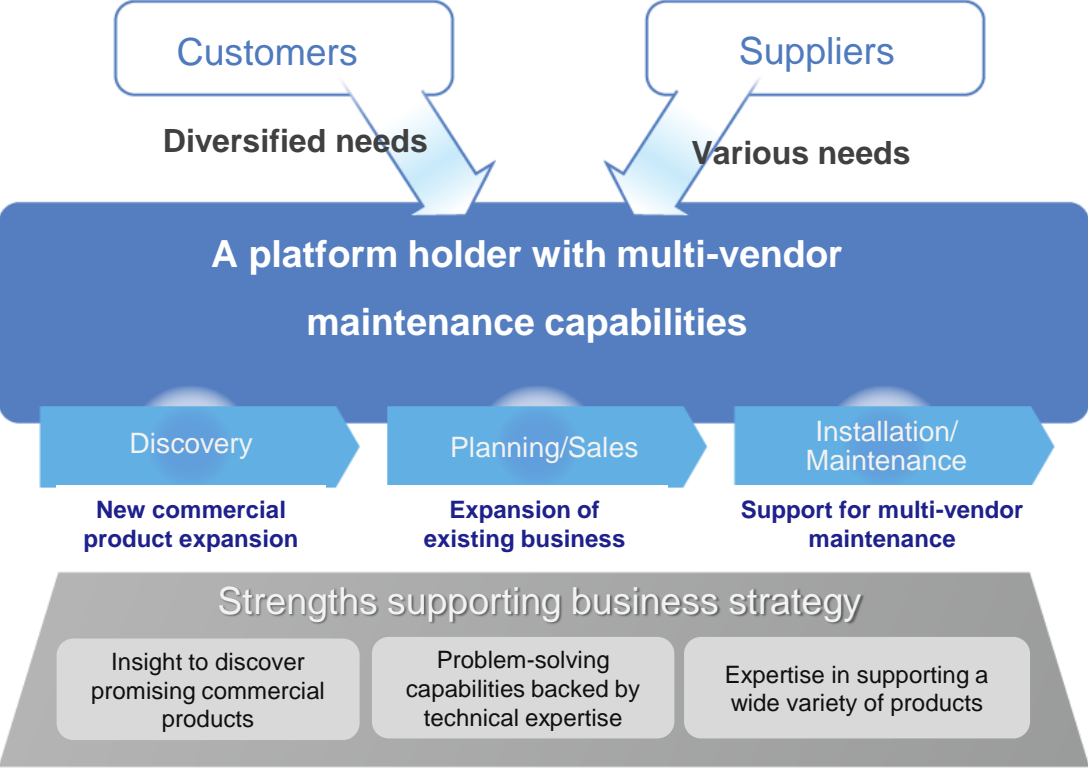 Customers
Suppliers
Diversified needs
Various needs
A platform holder with multi-vendor
maintenance capabilities
Discovery
Planning/Sales
Installation/
Maintenance
New commercial
product expansion
Expansion of
existing business
Support for multi-vendor
maintenance
Strengths supporting business strategy
Insight to discover
promising commercial
products
Problem-solving
capabilities backed by
technical expertise
Expertise in supporting a
wide variety of products